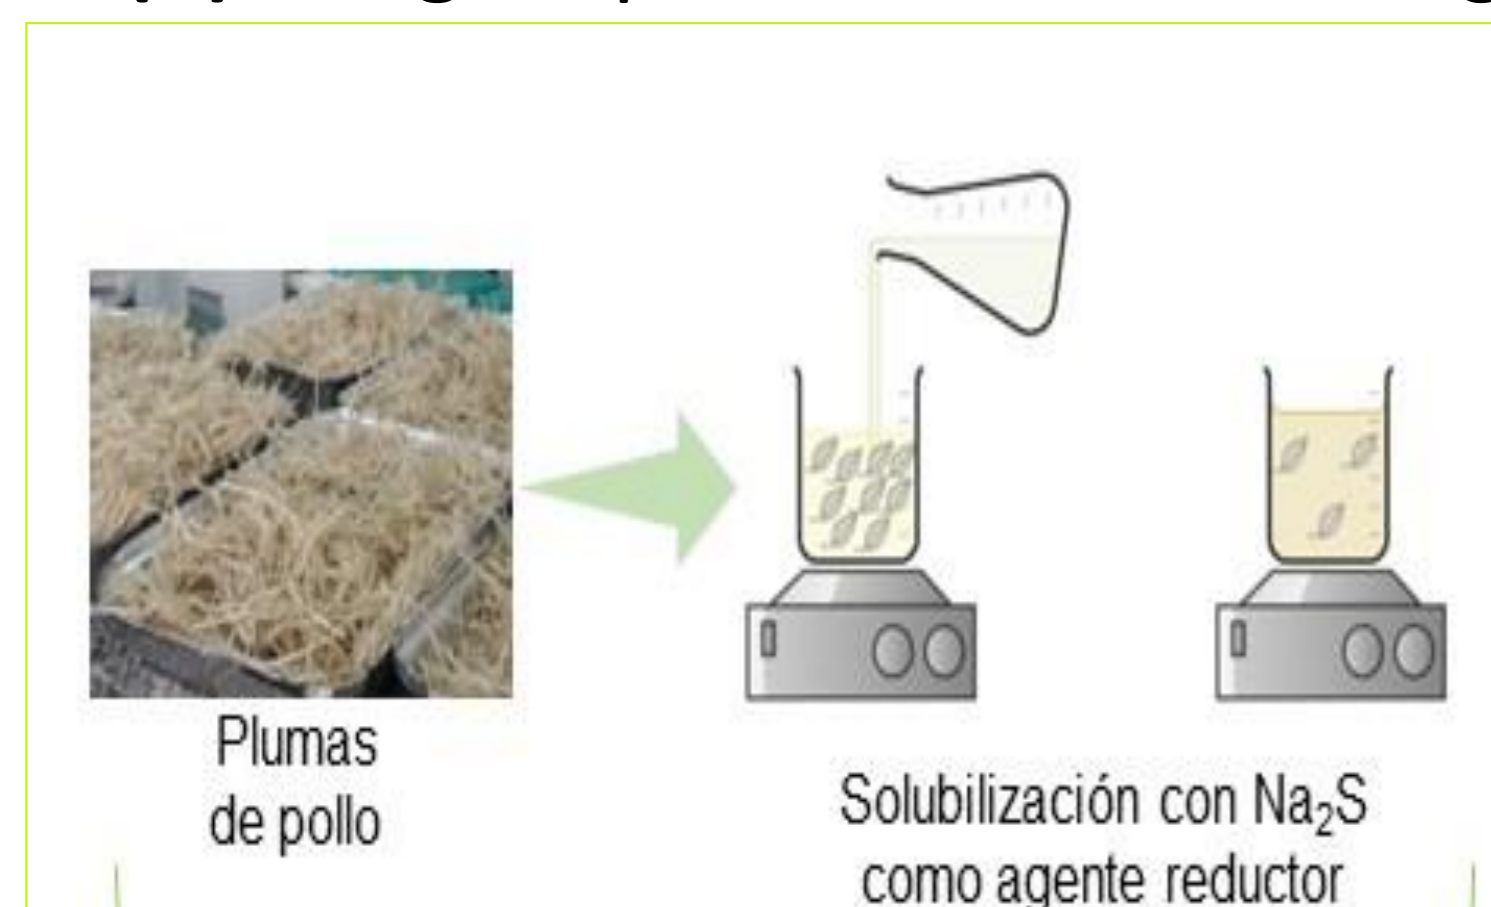 Plumas
de pollo
Solubilización con Na₂S
como agente reductor